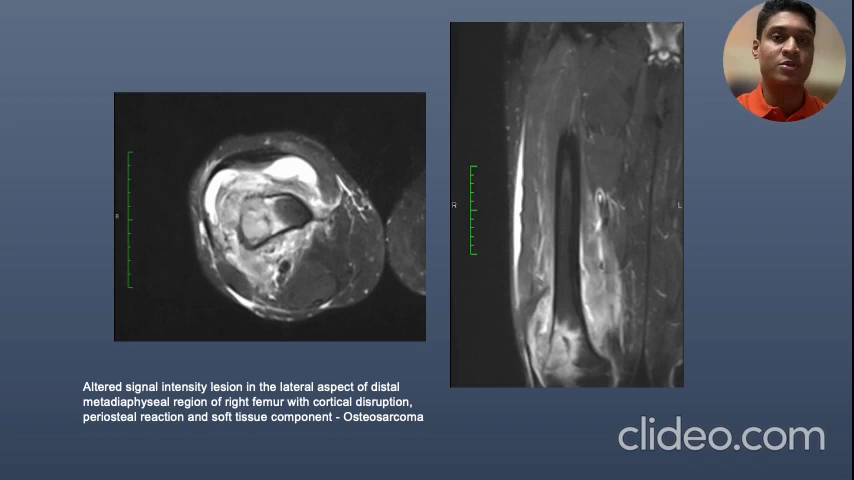 R
R
L
Altered signal intensity lesion in the lateral aspect of distal
metadiaphyseal region of right femur with cortical disruption,
periosteal reaction and soft tissue component - Osteosarcoma
clideo.com